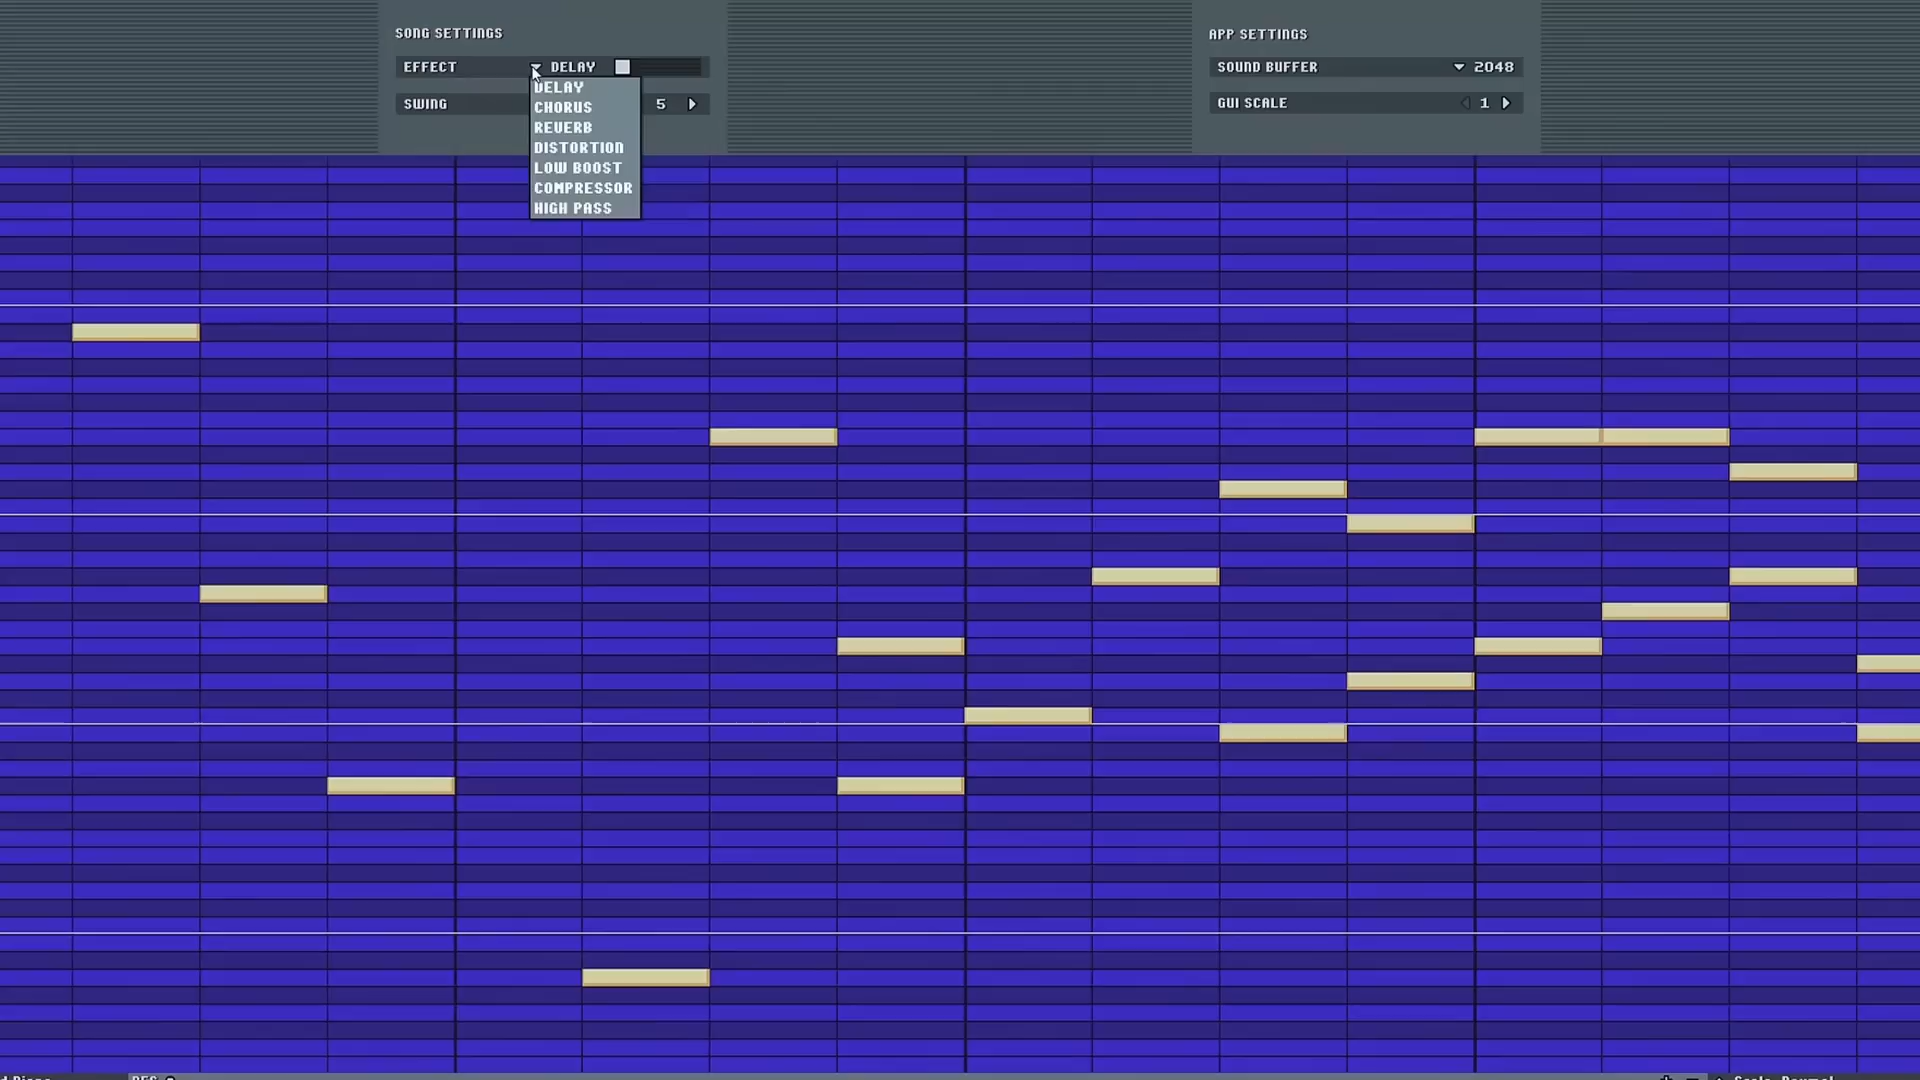 SONG SETTINGS
EFFECT DELAY
DELAY
CHORUS
REVERB
DISTORTION
LOW BOOST
COMPRESSOR
HIGH PASS
SWING 5
APP SETTINGS
SOUND BUFFER 2048
GUI SCALE 1